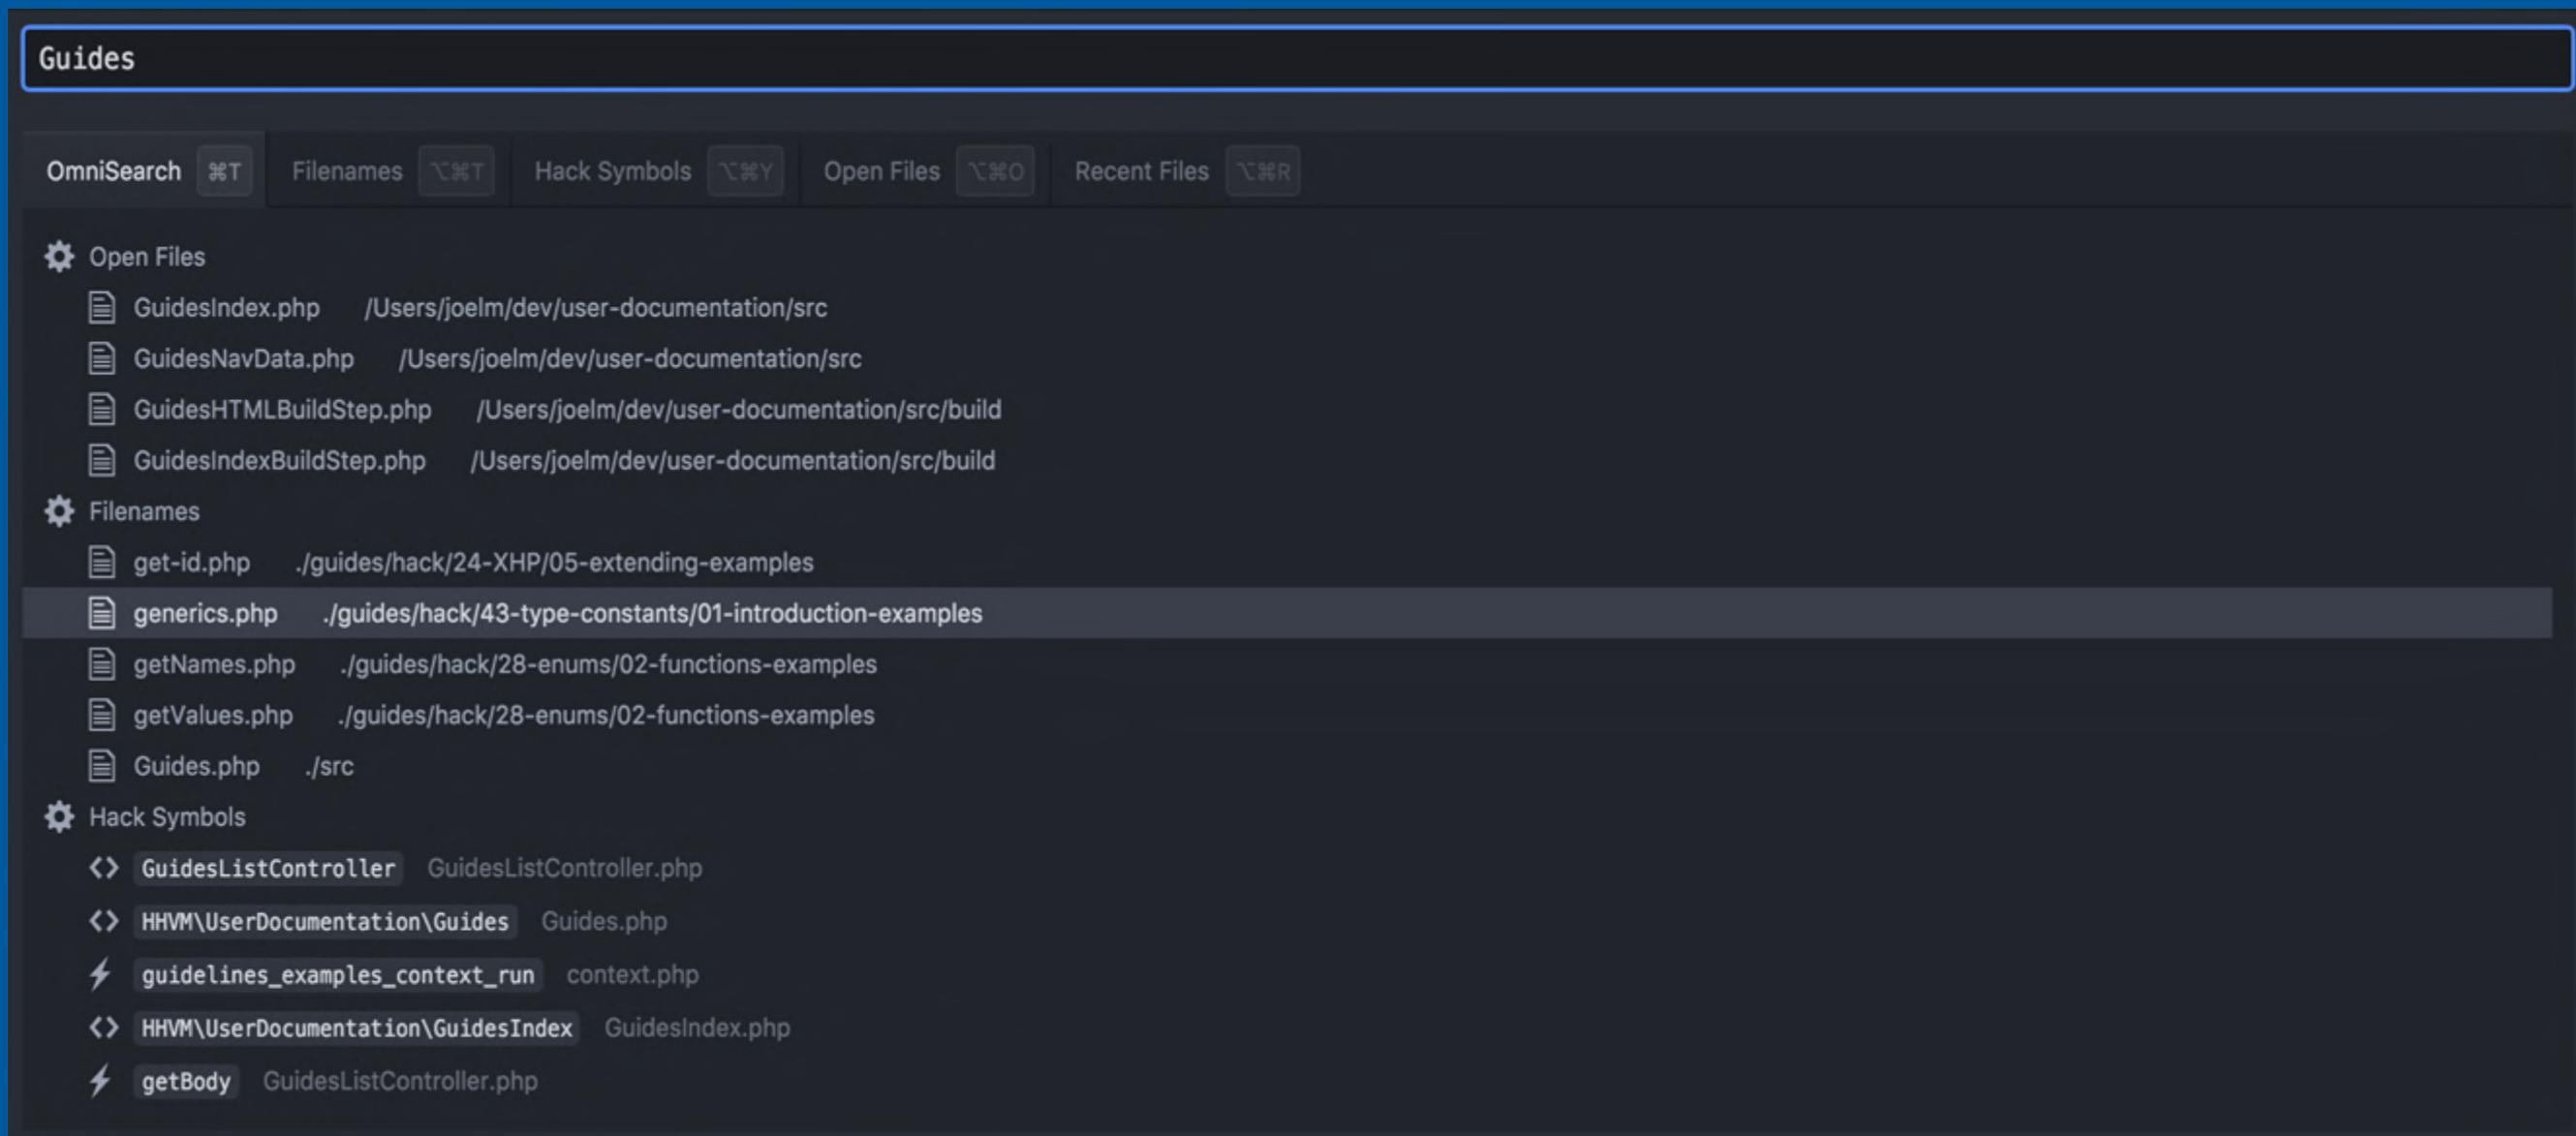 Guides
OmniSearch ⌘T Filenames ⌥⌘T Hack Symbols ⌥⌘Y Open Files ⌥⌘O Recent Files ⌥⌘R
Open Files
GuidesIndex.php /Users/joelm/dev/user-documentation/src
GuidesNavData.php /Users/joelm/dev/user-documentation/src
GuidesHTMLBuildStep.php /Users/joelm/dev/user-documentation/src/build
GuidesIndexBuildStep.php /Users/joelm/dev/user-documentation/src/build
Filenames
get-id.php ./guides/hack/24-XHP/05-extending-examples
generics.php ./guides/hack/43-type-constants/01-introduction-examples
getNames.php ./guides/hack/28-enums/02-functions-examples
getValues.php ./guides/hack/28-enums/02-functions-examples
Guides.php ./src
Hack Symbols
GuidesListController GuidesListController.php
HHVM\UserDocumentation\Guides Guides.php
guidelines_examples_context_run context.php
HHVM\UserDocumentation\GuidesIndex GuidesIndex.php
getBody GuidesListController.php